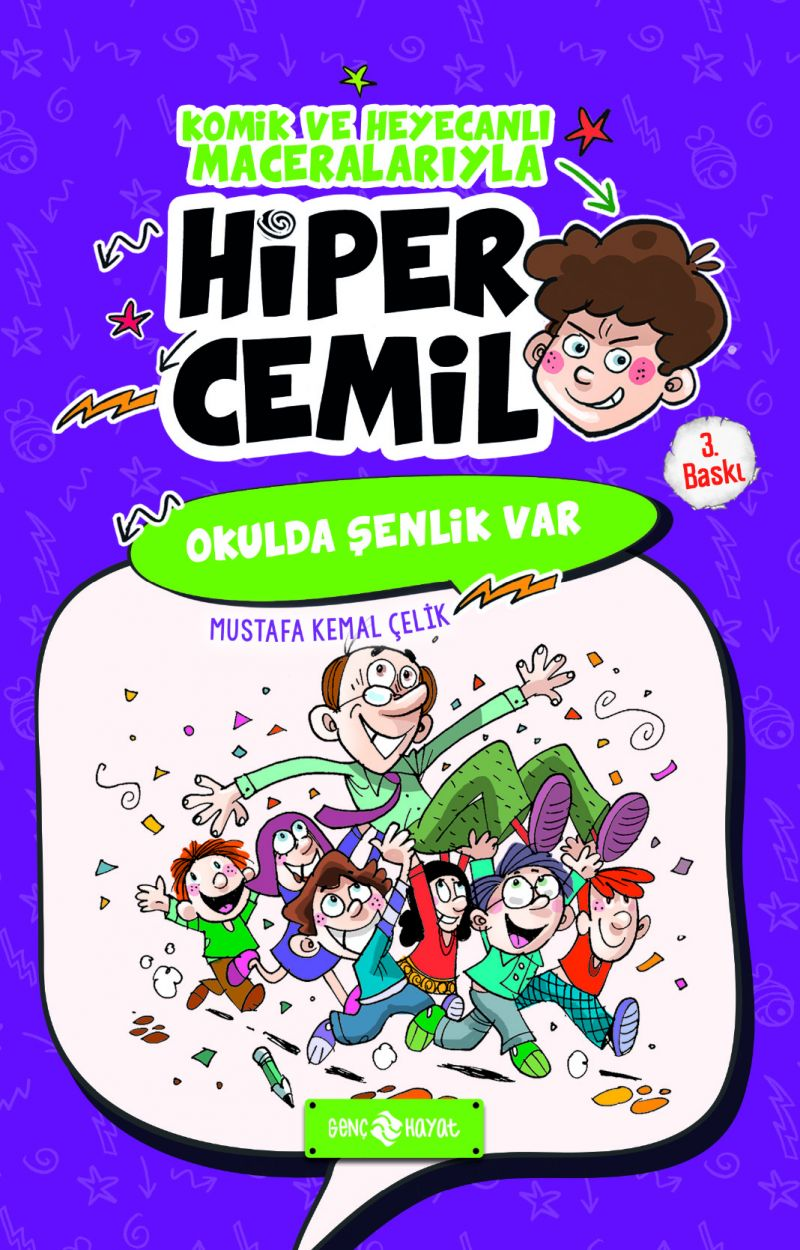 KOMİK VE HEYECANLI
MACERALARIYLA
HİPER
CEMİL
3.
Baskı
OKULDA ŞENLİK VAR
MUSTAFA KEMAL ÇELİK
GENÇ HAYAT